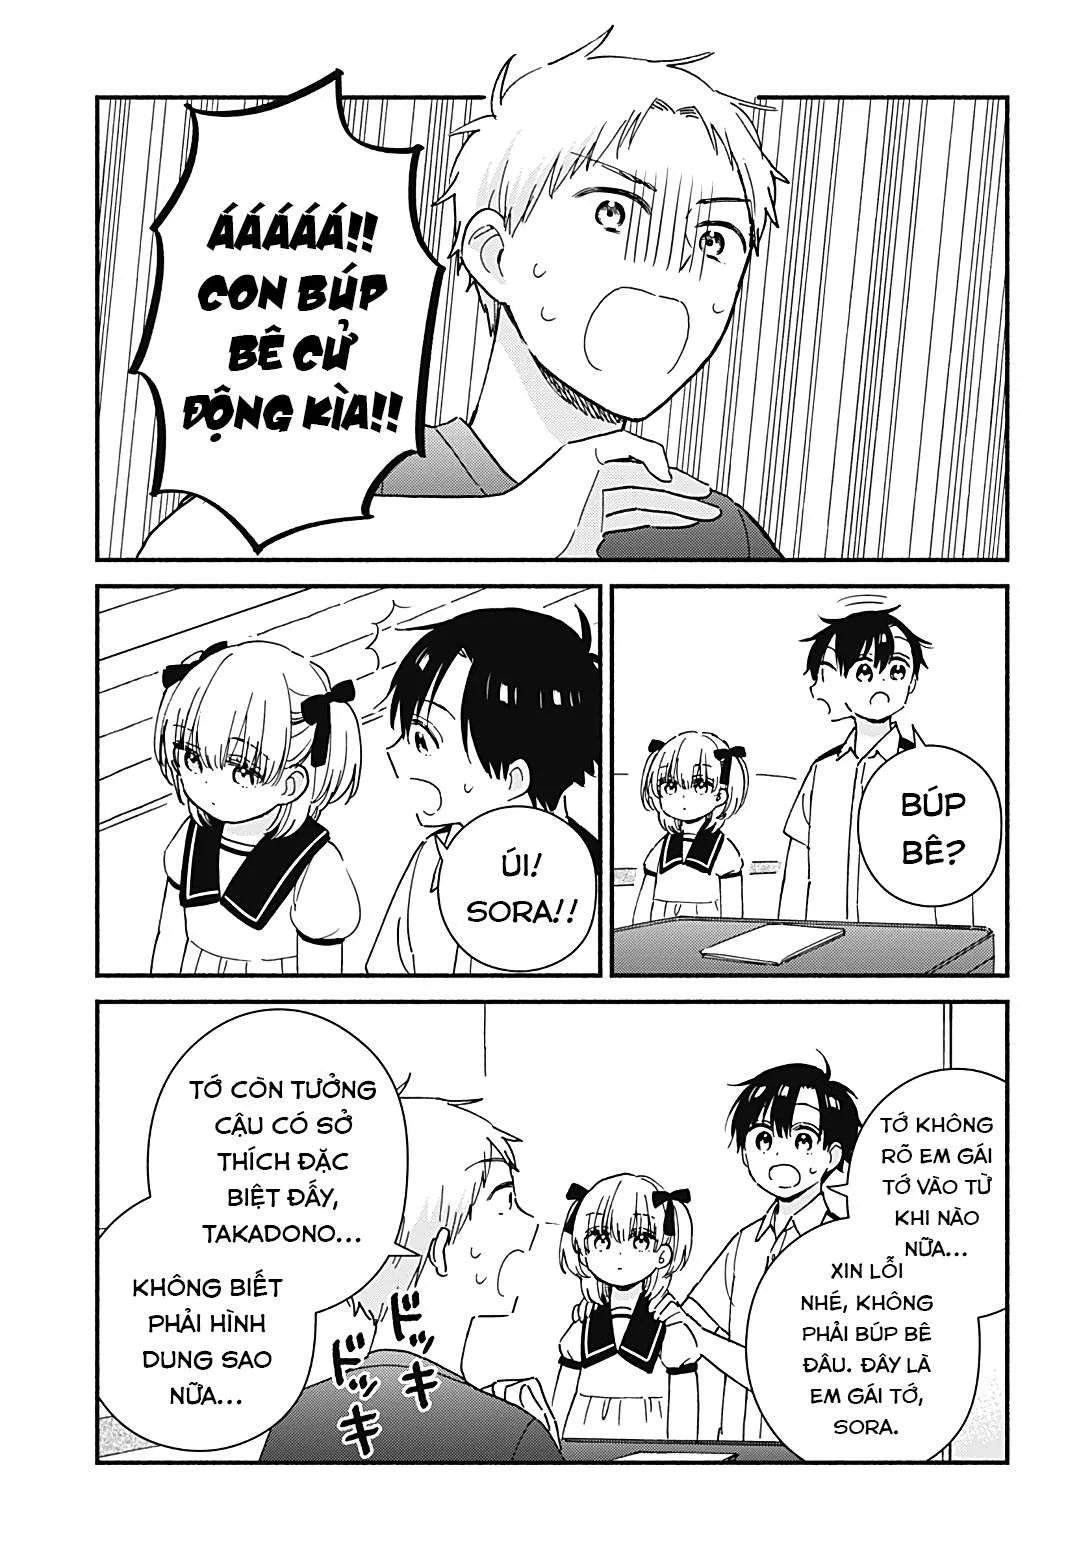 ÁÁÁÁÁ!!
CON BÚP
BÊ CỬ
ĐỘNG KÌA!!
BÚP
BÊ?
ÚI!
SORA!!
TỚ KHÔNG
RÕ EM GÁI
TỚ VÀO TỪ
KHI NÀO
NỮA...
XIN LỖI
NHÉ, KHÔNG
PHẢI BÚP BÊ
ĐÂU. ĐÂY LÀ
EM GÁI TỚ,
SORA.
TỚ CÒN TƯỞNG
CẬU CÓ SỞ
THÍCH ĐẶC
BIỆT ĐẤY,
TAKADONO...
KHÔNG BIẾT
PHẢI HÌNH
DUNG SAO
NỮA...
ドキ
ドキ